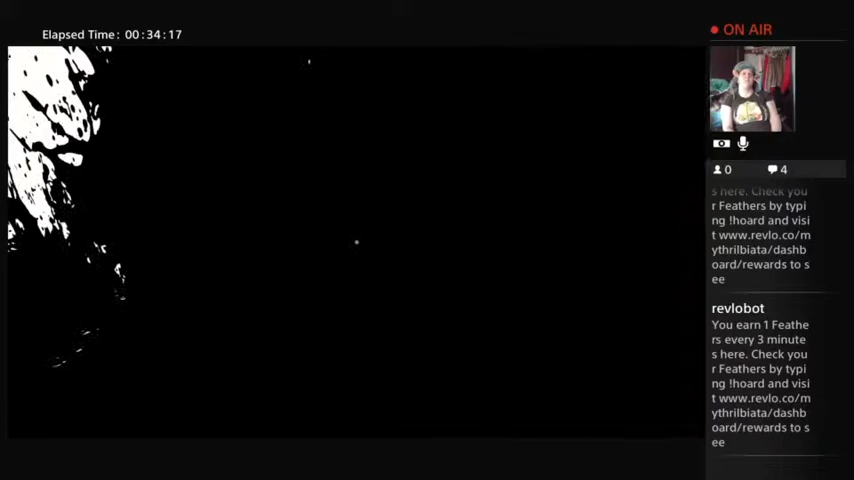 Elapsed Time: 00:34:17
ON AIR
0
4
s here. Check you
r Feathers by typi
ng !hoard and visi
t www.revlo.co/m
ythrilbiata/dashb
oard/rewards to s
ee
revlobot
You earn 1 Feathe
rs every 3 minute
s here. Check you
r Feathers by typi
ng !hoard and visi
t www.revlo.co/m
ythrilbiata/dashb
oard/rewards to s
ee